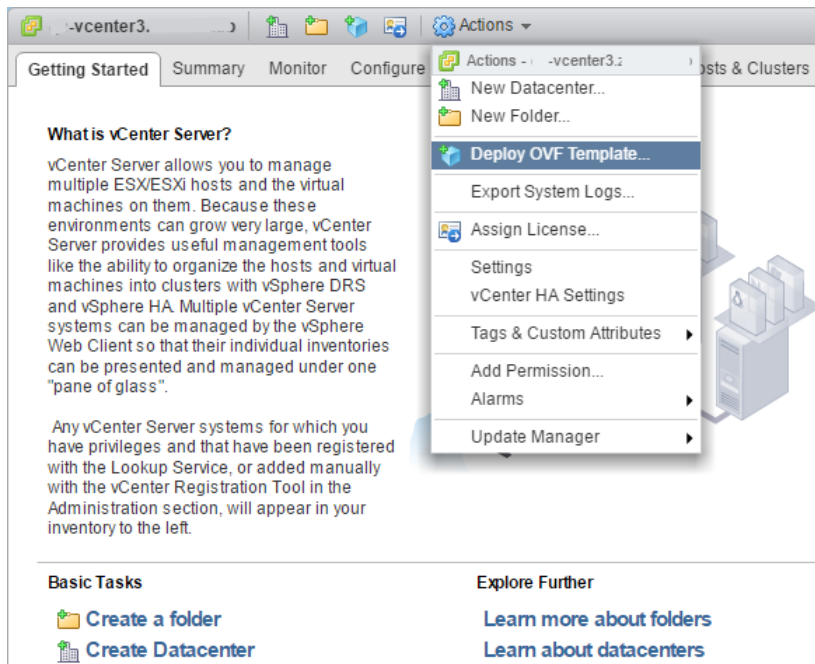 -vcenter3.
Actions
Getting Started Summary Monitor Configure osts & Clusters
Actions - -vcenter3.
New Datacenter...
New Folder...
Deploy OVF Template...
Export System Logs...
Assign License...
Settings
vCenter HA Settings
Tags & Custom Attributes
Add Permission...
Alarms
Update Manager
What is vCenter Server?
vCenter Server allows you to manage
multiple ESX/ESXi hosts and the virtual
machines on them. Because these
environments can grow very large, vCenter
Server provides useful management tools
like the ability to organize the hosts and virtual
machines into clusters with vSphere DRS
and vSphere HA. Multiple vCenter Server
systems can be managed by the vSphere
Web Client so that their individual inventories
can be presented and managed under one
"pane of glass".
Any vCenter Server systems for which you
have privileges and that have been registered
with the Lookup Service, or added manually
with the vCenter Registration Tool in the
Administration section, will appear in your
inventory to the left.
Basic Tasks
Create a folder
Create Datacenter
Explore Further
Learn more about folders
Learn about datacenters